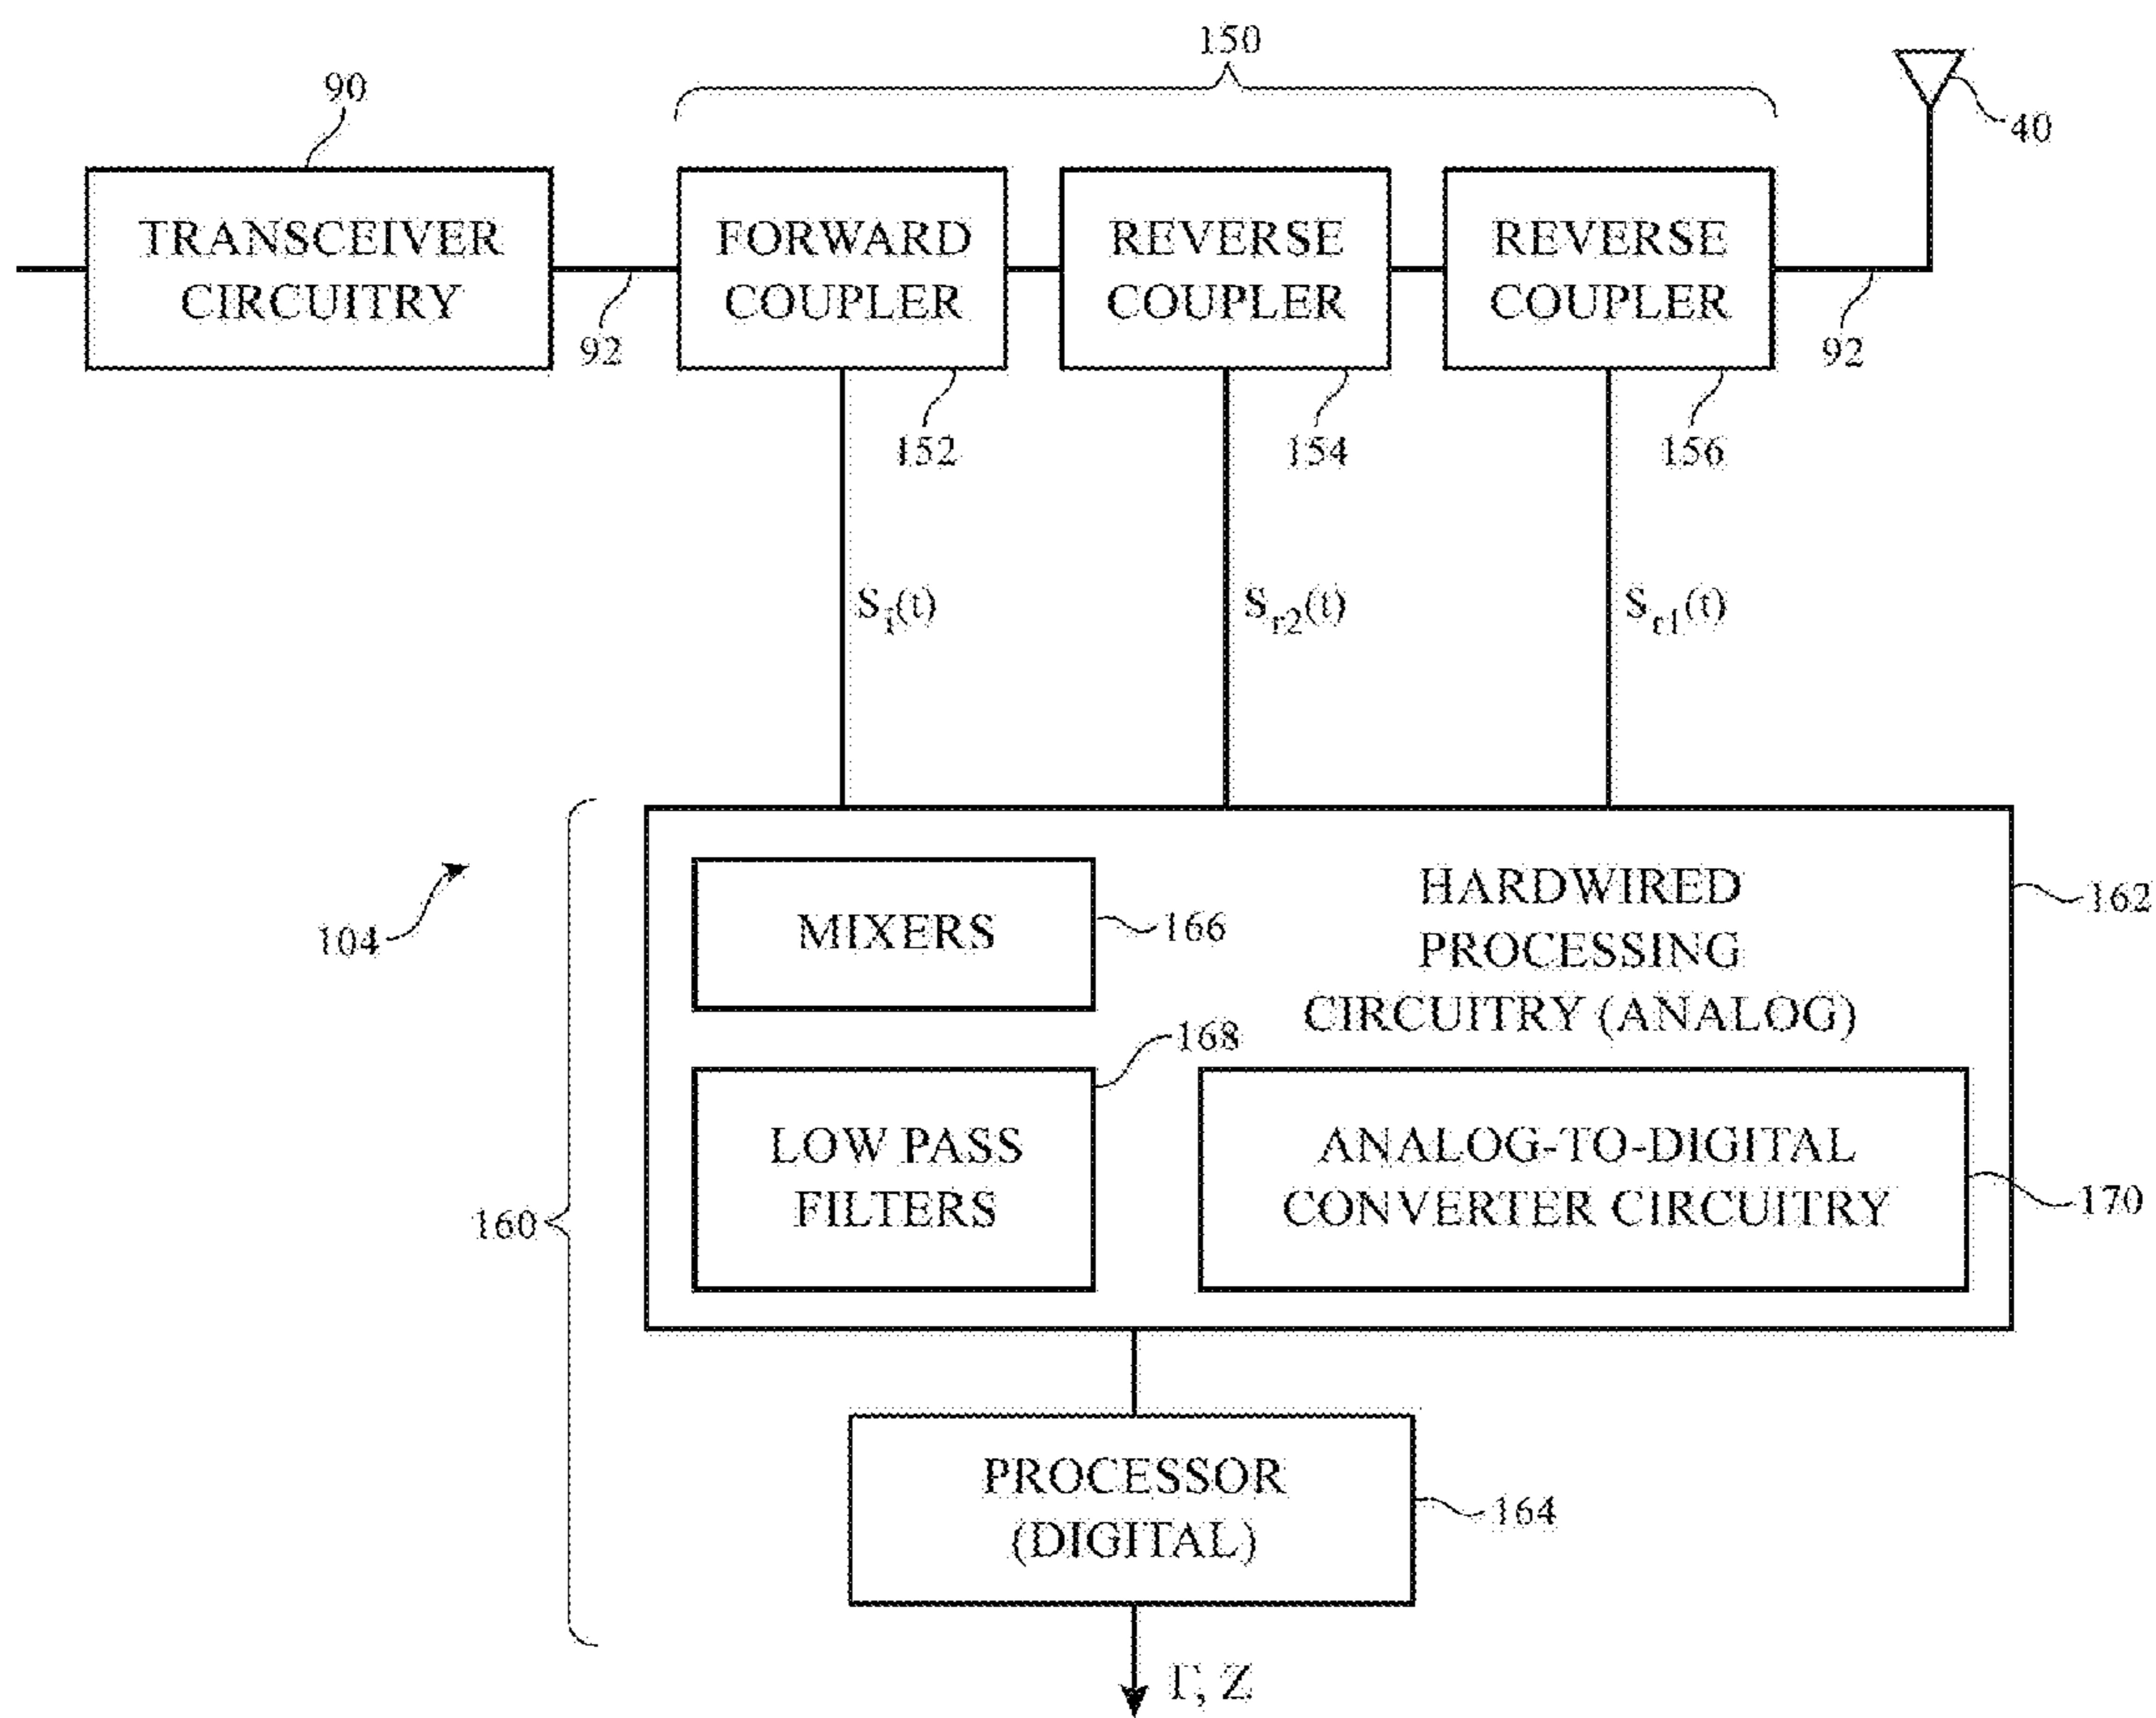 150
90
40
TRANSCEIVER
CIRCUITRY
FORWARD
COUPLER
REVERSE
COUPLER
REVERSE
COUPLER
92
92
152
154
156
Si(t)
Sr2(t)
Sr1(t)
104
160
MIXERS
166
HARDWIRED
PROCESSING
CIRCUITRY (ANALOG)
162
168
LOW PASS
FILTERS
ANALOG-TO-DIGITAL
CONVERTER CIRCUITRY
170
PROCESSOR
(DIGITAL)
164
Γ, Z